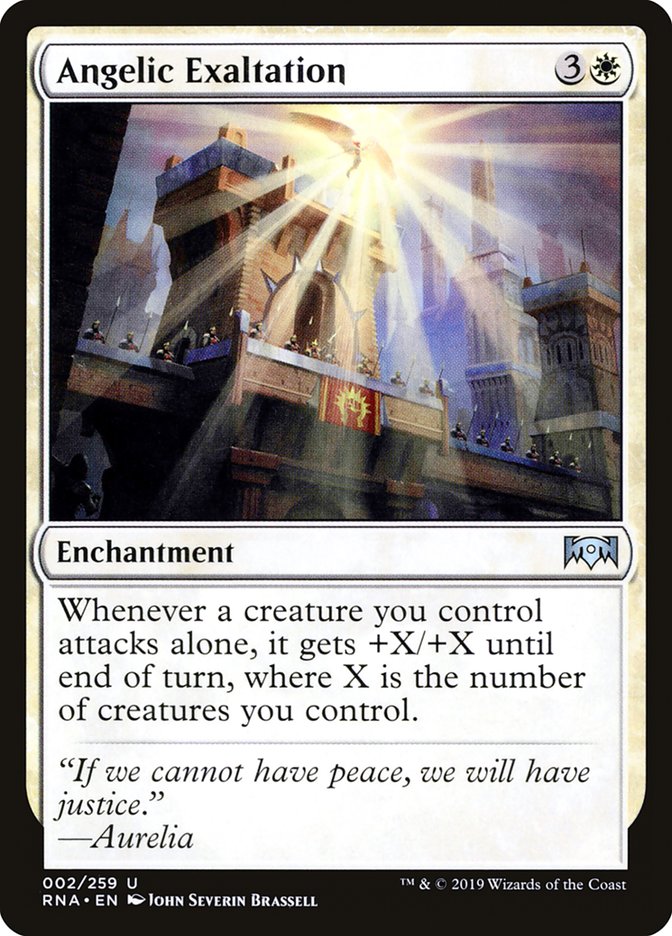 Angelic Exaltation 3
Enchantment
Whenever a creature you control
attacks alone, it gets +X/+X until
end of turn, where X is the number
of creatures you control.
“If we cannot have peace, we will have
justice.”
—Aurelia
002/259 U
RNA • EN John Severin Brassell
™ & © 2019 Wizards of the Coast